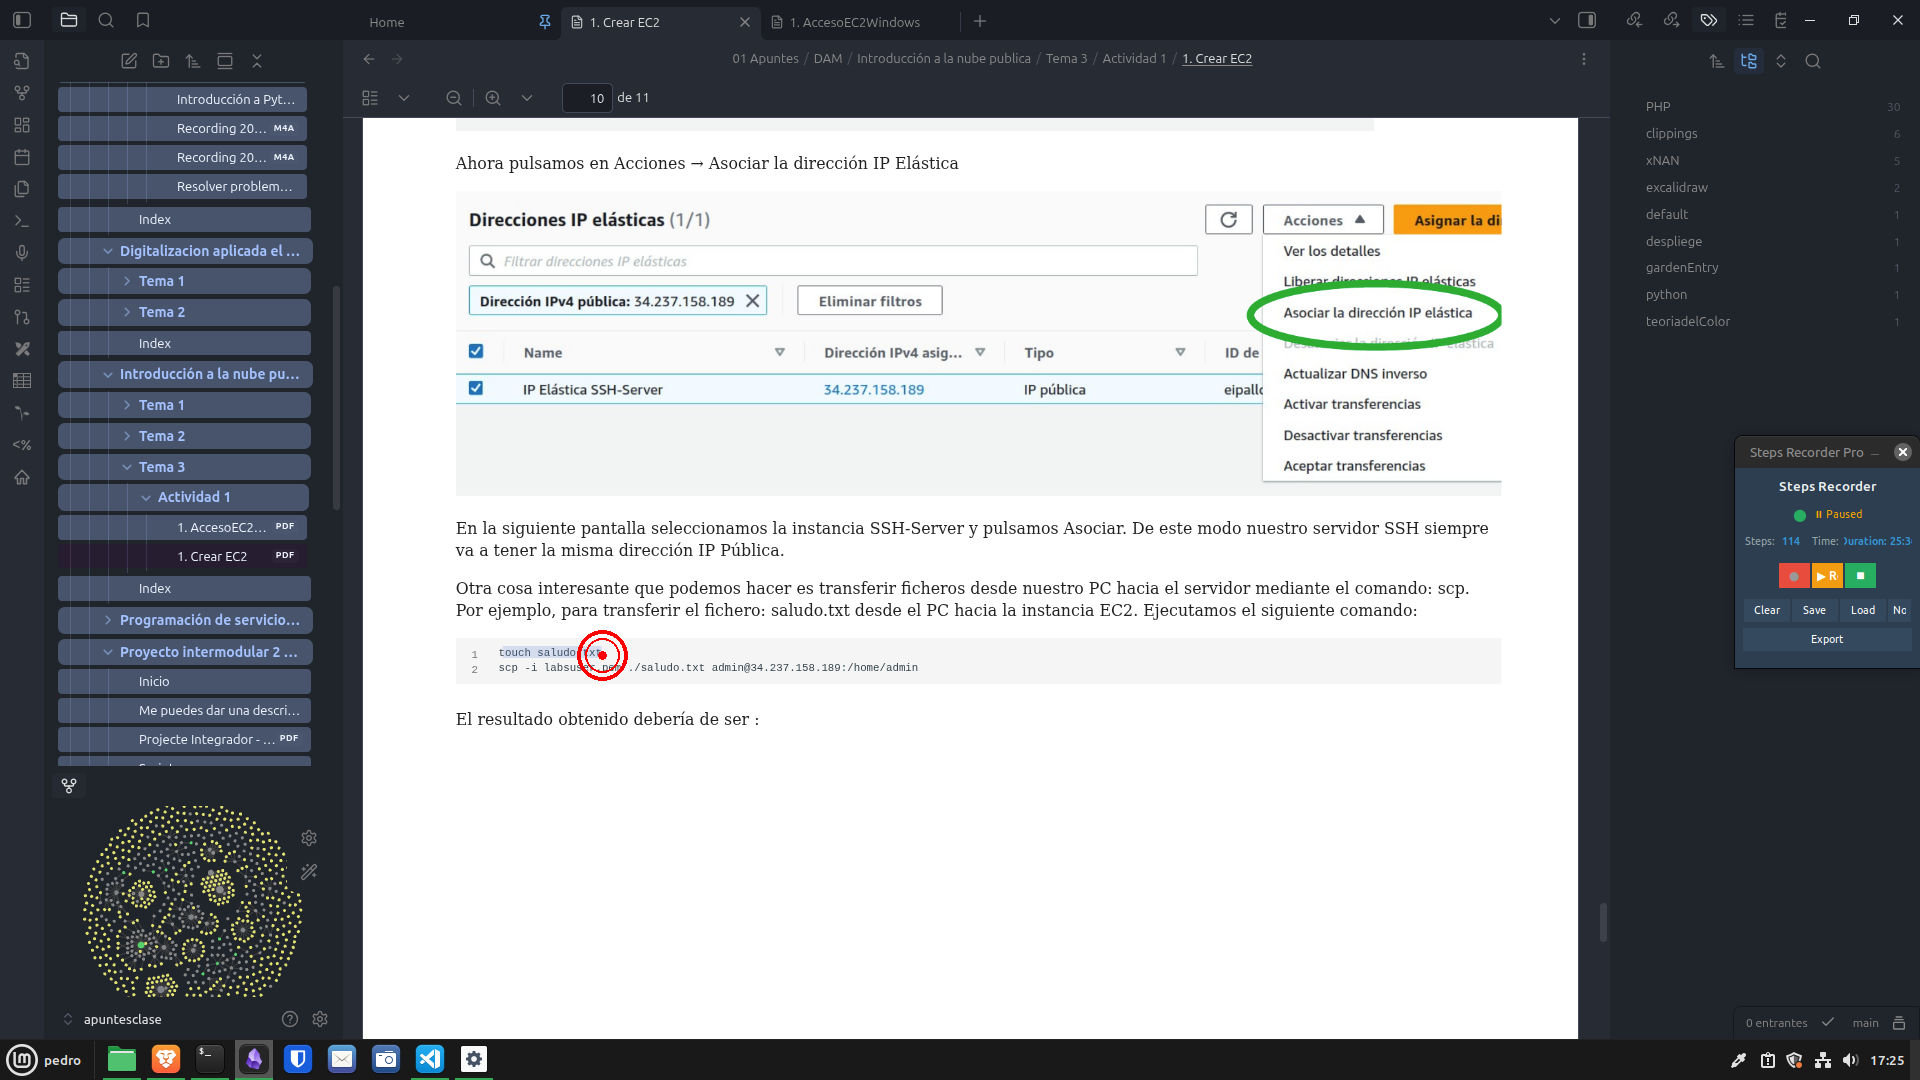 Home
1. Crear EC2
1. AccesoEC2Windows
01 Apuntes / DAM / Introducción a la nube publica / Tema 3 / Actividad 1 / 1. Crear EC2
10 de 11
Introducción a Pyt...
Recording 20... M4A
Recording 20... M4A
Resolver problem...
Index
Digitalizacion aplicada el ...
Tema 1
Tema 2
Index
Introducción a la nube pu...
Tema 1
Tema 2
Tema 3
Actividad 1
1. AccesoEC2... PDF
1. Crear EC2 PDF
Index
Programación de servicio...
Proyecto intermodular 2 ...
Inicio
Me puedes dar una descri...
Projecte Integrador - ... PDF
apuntesclase
Ahora pulsamos en Acciones → Asociar la dirección IP Elástica
Direcciones IP elásticas (1/1)
Acciones
Asignar la di
Filtrar direcciones IP elásticas
Dirección IPv4 pública: 34.237.158.189
Eliminar filtros
Name
Dirección IPv4 asig...
Tipo
ID de
IP Elástica SSH-Server
34.237.158.189
IP pública
eipallo
Ver los detalles
Liberar direcciones IP elásticas
Asociar la dirección IP elástica
Desasociar la dirección IP elástica
Actualizar DNS inverso
Activar transferencias
Desactivar transferencias
Aceptar transferencias
En la siguiente pantalla seleccionamos la instancia SSH-Server y pulsamos Asociar. De este modo nuestro servidor SSH siempre
va a tener la misma dirección IP Pública.
Otra cosa interesante que podemos hacer es transferir ficheros desde nuestro PC hacia el servidor mediante el comando: scp.
Por ejemplo, para transferir el fichero: saludo.txt desde el PC hacia la instancia EC2. Ejecutamos el siguiente comando:
1 touch saludo.txt
2 scp -i labsuser.pem ./saludo.txt admin@34.237.158.189:/home/admin
El resultado obtenido debería de ser :
PHP 30
clippings 6
xNAN 5
excalidraw 2
default 1
despliege 1
gardenEntry 1
python 1
teoriadelColor 1
Steps Recorder Pro
Steps Recorder
Paused
Steps: 114 Time: Duration: 25:3
R
Clear Save Load No
Export
0 entrantes
main
pedro
17:25